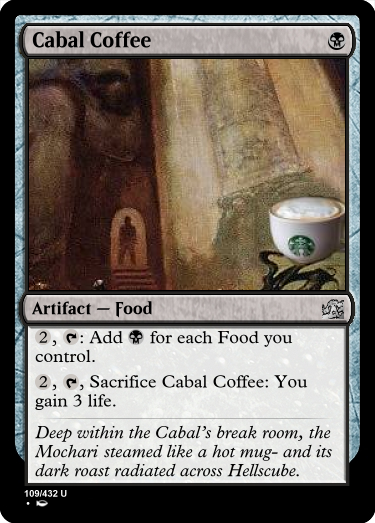 Cabal Coffee
Artifact — Food
2, T: Add B for each Food you
control.
2, T, Sacrifice Cabal Coffee: You
gain 3 life.
Deep within the Cabal's break room, the
Mochari steamed like a hot mug- and its
dark roast radiated across Hellscube.
109/432 U